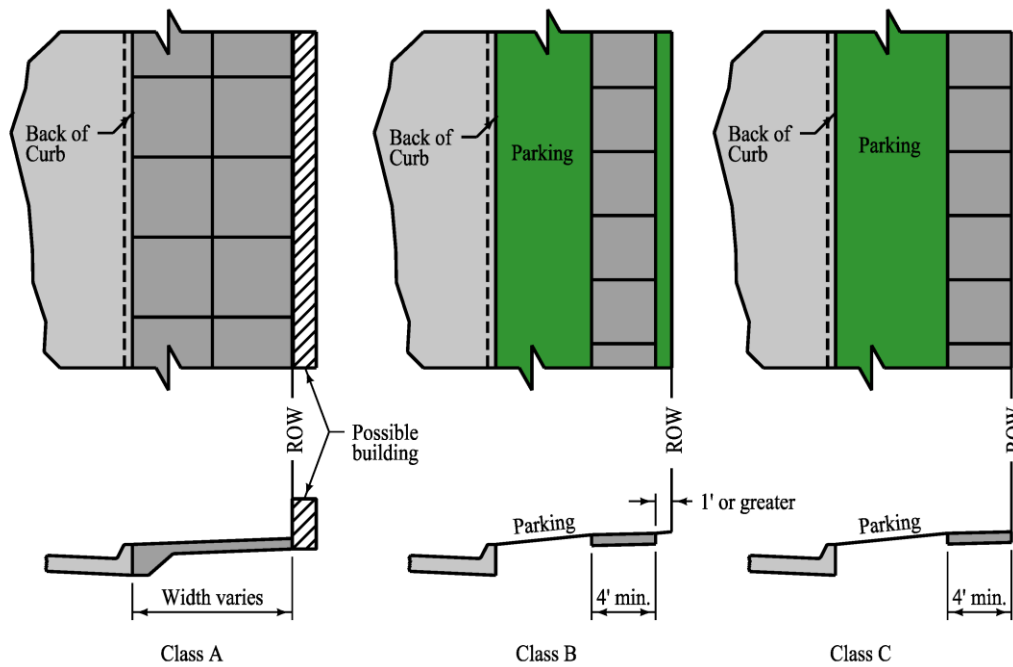 Back of
Curb
Back of
Curb
Parking
Back of
Curb
Parking
ROW
Possible
building
ROW
ROW
Parking
1' or greater
Parking
Width varies
4' min.
4' min.
Class A
Class B
Class C